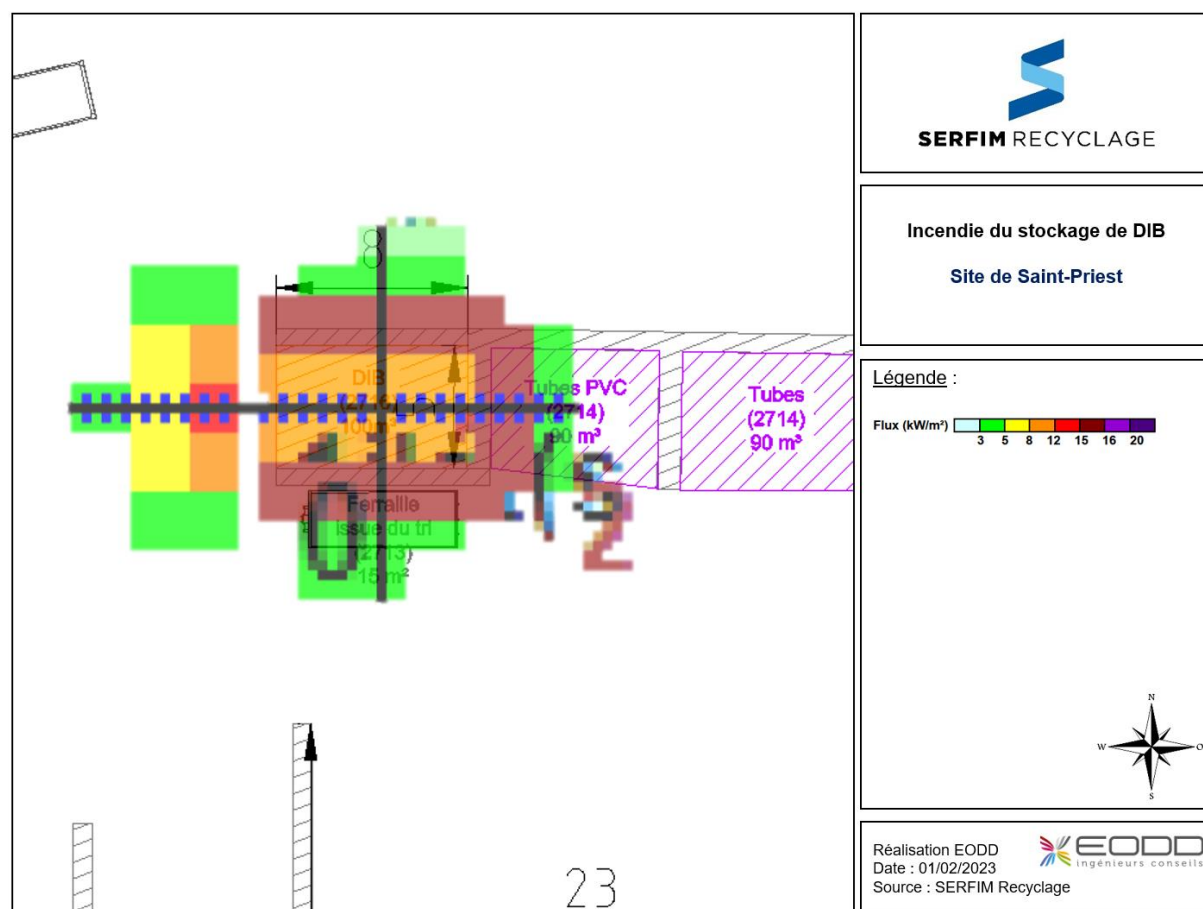 SERFIM RECYCLAGE
Incendie du stockage de DIB
Site de Saint-Priest
Légende :
Flux (kW/m²)
3 5 8 12 15 16 20
8
DIB
Tubes PVC
(2714)
90 m³
Tubes
(2714)
90 m³
Ferraille
issue du tri
(2713)
15 m²
0
23
N
W
O
S
Réalisation EODD
Date : 01/02/2023
Source : SERFIM Recyclage
EODD
ingénieurs conseils